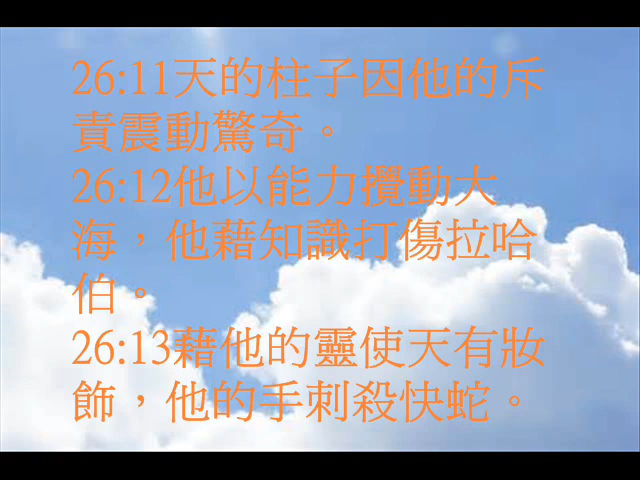 26:11天的柱子因他的斥
責震動驚奇。
26:12他以能力攪動大
海，他藉知識打傷拉哈
伯。
26:13藉他的靈使天有妝
飾，他的手刺殺快蛇。